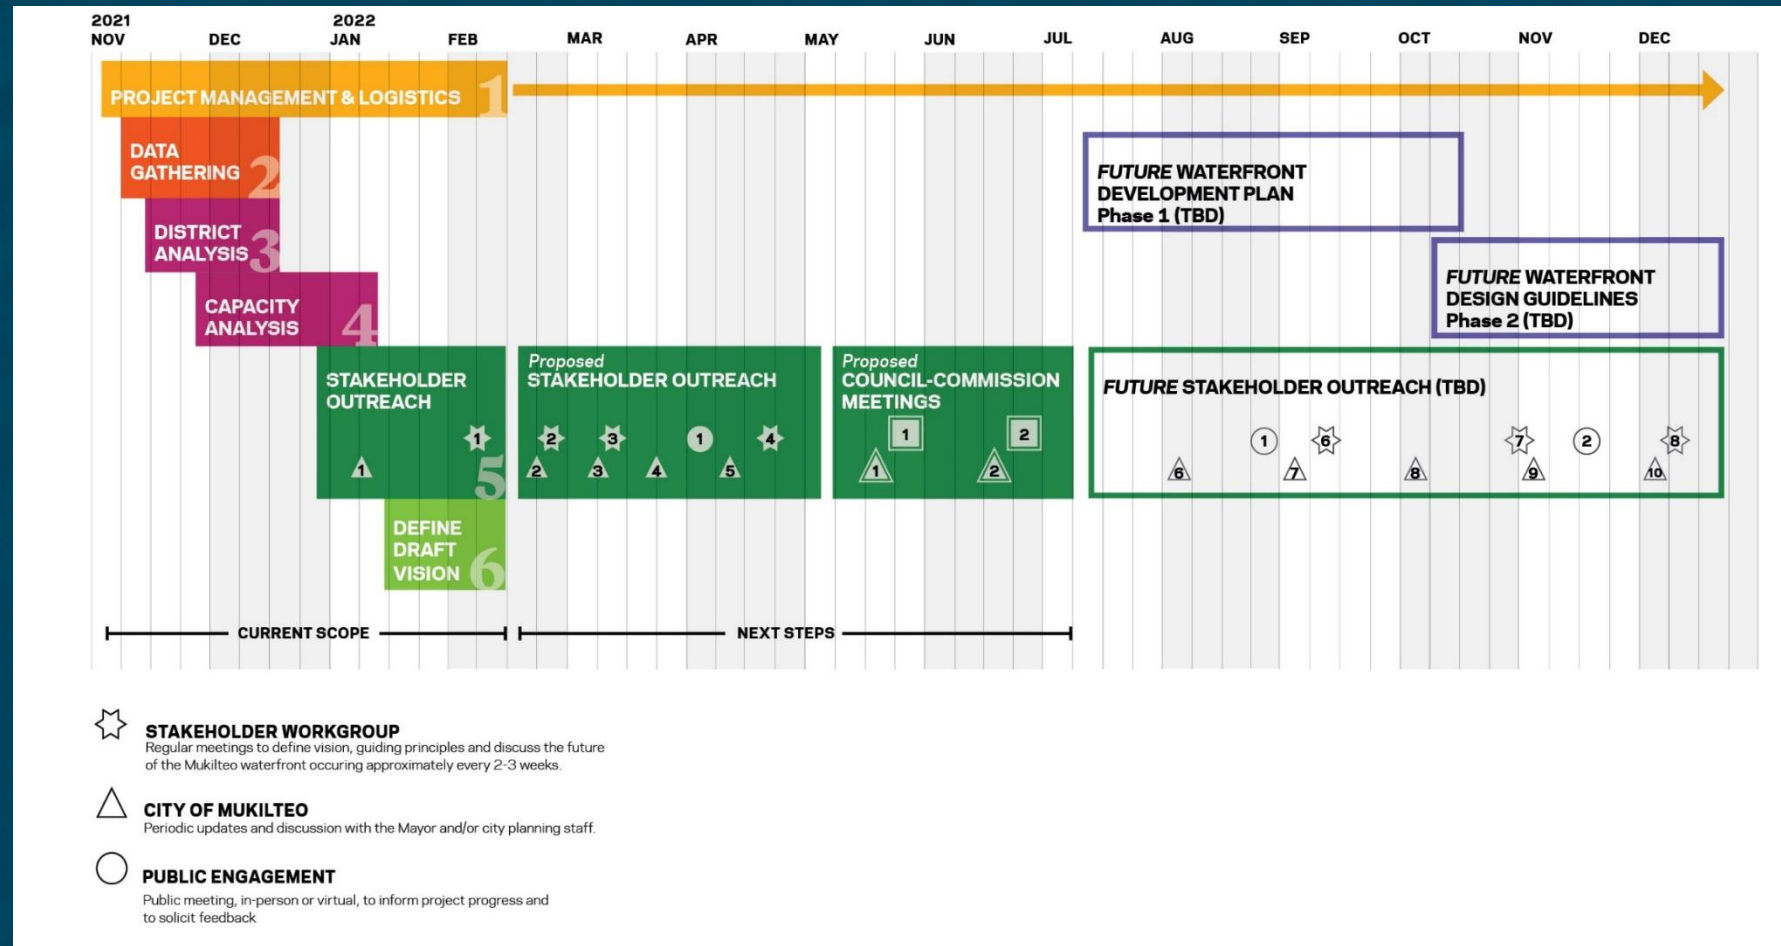 2021
2022
NOV
DEC
JAN
FEB
MAR
APR
MAY
JUN
JUL
AUG
SEP
OCT
NOV
DEC
PROJECT MANAGEMENT & LOGISTICS
1
DATA
GATHERING
2
DISTRICT
ANALYSIS
3
CAPACITY
ANALYSIS
4
STAKEHOLDER
OUTREACH
1
1
5
DEFINE
DRAFT
VISION
6
Proposed
STAKEHOLDER OUTREACH
2
3
1
4
2
3
4
5
Proposed
COUNCIL-COMMISSION
MEETINGS
1
2
1
2
FUTURE WATERFRONT
DEVELOPMENT PLAN
Phase 1 (TBD)
FUTURE WATERFRONT
DESIGN GUIDELINES
Phase 2 (TBD)
FUTURE STAKEHOLDER OUTREACH (TBD)
1
6
7
2
8
6
7
8
9
10
CURRENT SCOPE
NEXT STEPS
STAKEHOLDER WORKGROUP
Regular meetings to define vision, guiding principles and discuss the future
of the Mukilteo waterfront occuring approximately every 2-3 weeks.
CITY OF MUKILTEO
Periodic updates and discussion with the Mayor and/or city planning staff.
PUBLIC ENGAGEMENT
Public meeting, in-person or virtual, to inform project progress and
to solicit feedback